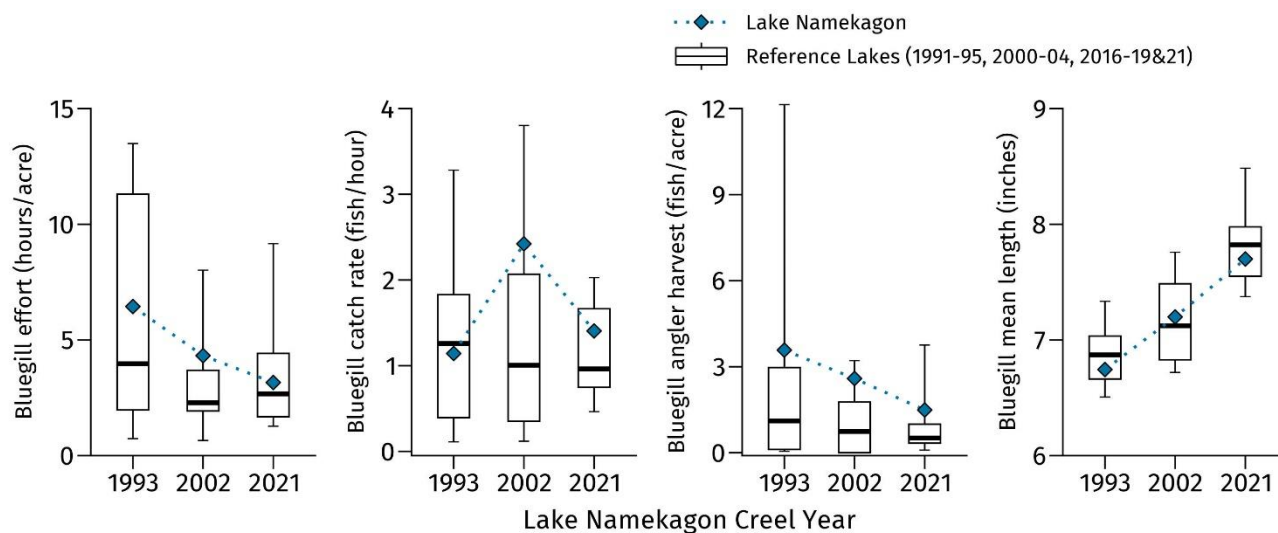 Lake Namekagon
Reference Lakes (1991-95, 2000-04, 2016-19&21)
Bluegill effort (hours/acre)
15
10
5
0
1993 2002 2021
Bluegill catch rate (fish/hour)
4
3
2
1
0
1993 2002 2021
Bluegill angler harvest (fish/acre)
12
9
6
3
0
1993 2002 2021
Bluegill mean length (inches)
9
8
7
6
1993 2002 2021
Lake Namekagon Creel Year